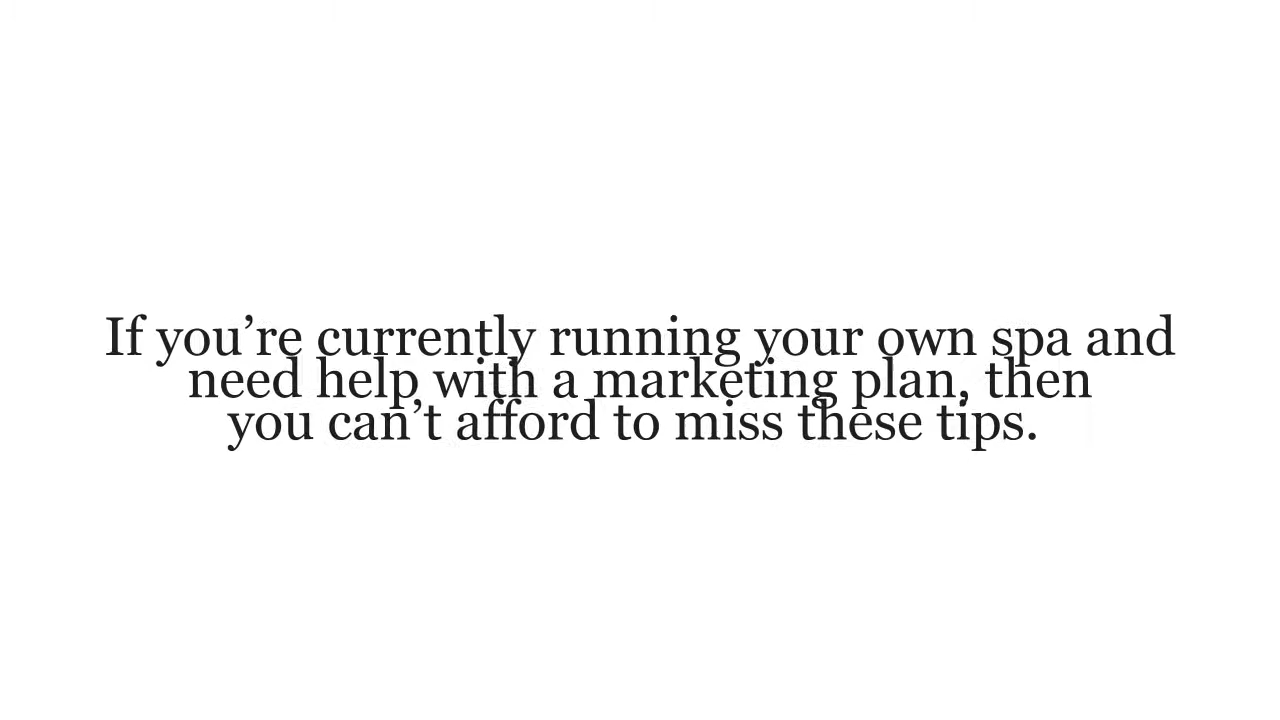 If you’re currently running your own spa and
need help with a marketing plan, then
you can’t afford to miss these tips.